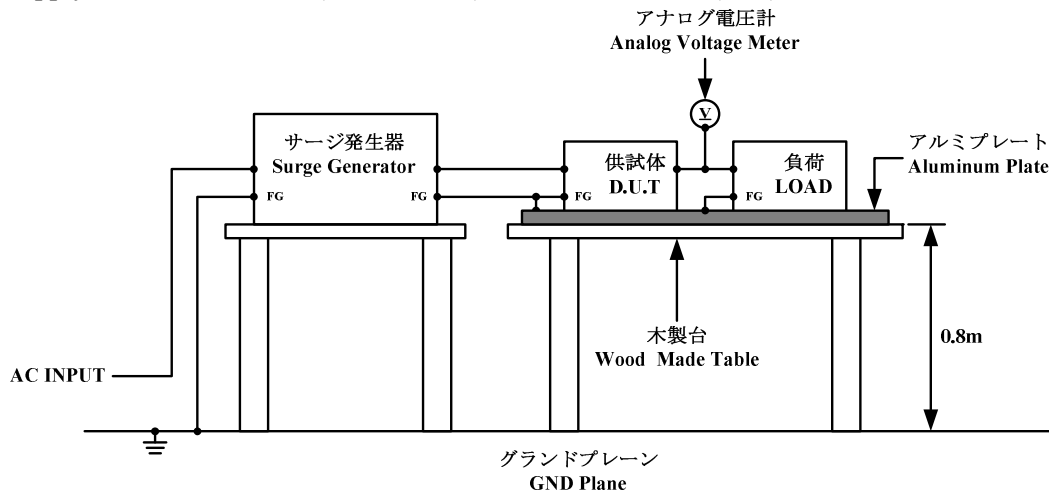 アナログ電圧計
Analog Voltage Meter
V
サージ発生器
Surge Generator
FG
FG
供試体
D.U.T
FG
負荷
LOAD
FG
アルミプレート
Aluminum Plate
木製台
Wood Made Table
0.8m
AC INPUT
グランドプレーン
GND Plane